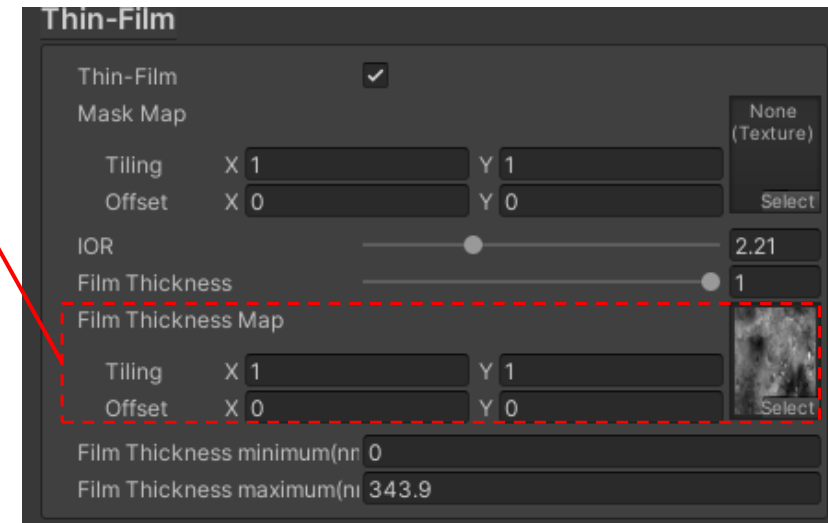 Thin-Film
Thin-Film
Mask Map
None
(Texture)
Tiling X 1 Y 1
Offset X 0 Y 0
Select
IOR 2.21
Film Thickness 1
Film Thickness Map
Tiling X 1 Y 1
Offset X 0 Y 0
Select
Film Thickness minimum(nm 0
Film Thickness maximum(n 343.9